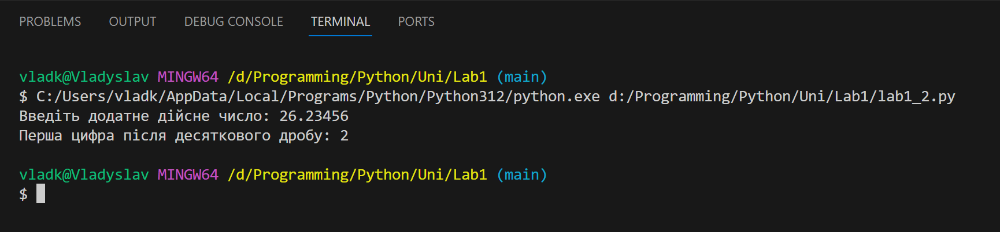 PROBLEMS OUTPUT DEBUG CONSOLE TERMINAL PORTS
vladk@Vladyslav MINGW64 /d/Programming/Python/Uni/Lab1 (main)
$ C:/Users/vladk/AppData/Local/Programs/Python/Python312/python.exe d:/Programming/Python/Uni/Lab1/lab1_2.py
Введіть додатне дійсне число: 26.23456
Перша цифра після десяткового дробу: 2
vladk@Vladyslav MINGW64 /d/Programming/Python/Uni/Lab1 (main)
$